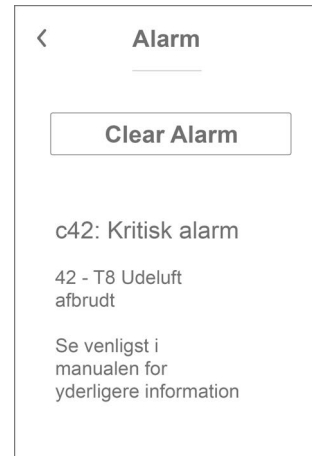 Alarm
Clear Alarm
c42: Kritisk alarm
42 - T8 Udeluft
afbrudt
Se venligst i
manualen for
yderligere information